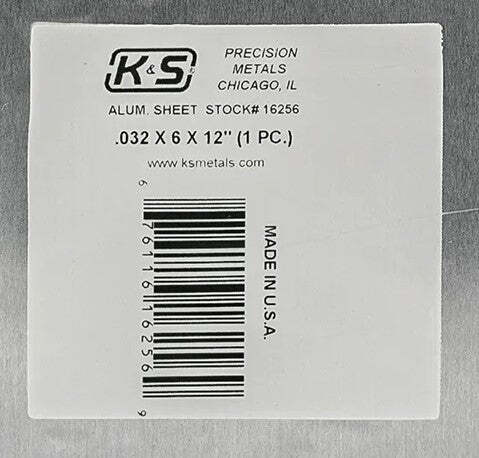 K&S®
PRECISION
METALS
CHICAGO, IL
ALUM. SHEET STOCK# 16256
.032 X 6 X 12" (1 PC.)
www.ksmetals.com
6 76116 16256 9
MADE IN U.S.A.